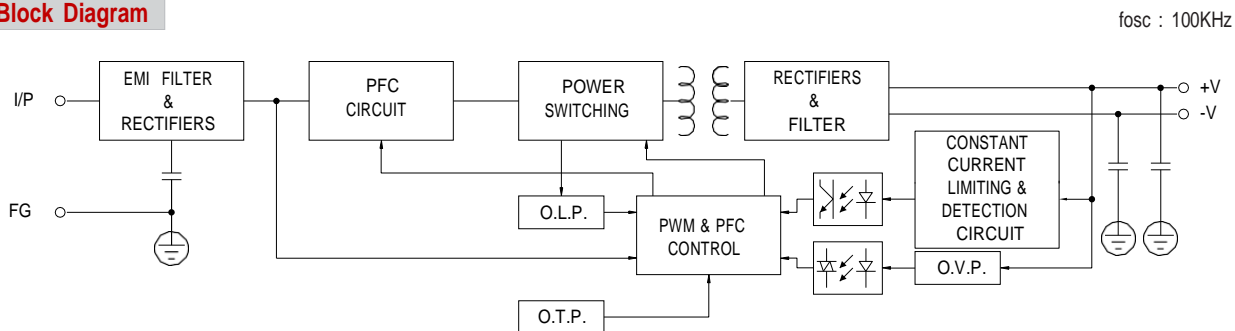 Block Diagram
fosc : 100KHz
I/P
EMI FILTER
&
RECTIFIERS
PFC
CIRCUIT
POWER
SWITCHING
RECTIFIERS
&
FILTER
+V
-V
CONSTANT
CURRENT
LIMITING &
DETECTION
CIRCUIT
FG
O.L.P.
PWM & PFC
CONTROL
O.V.P.
O.T.P.